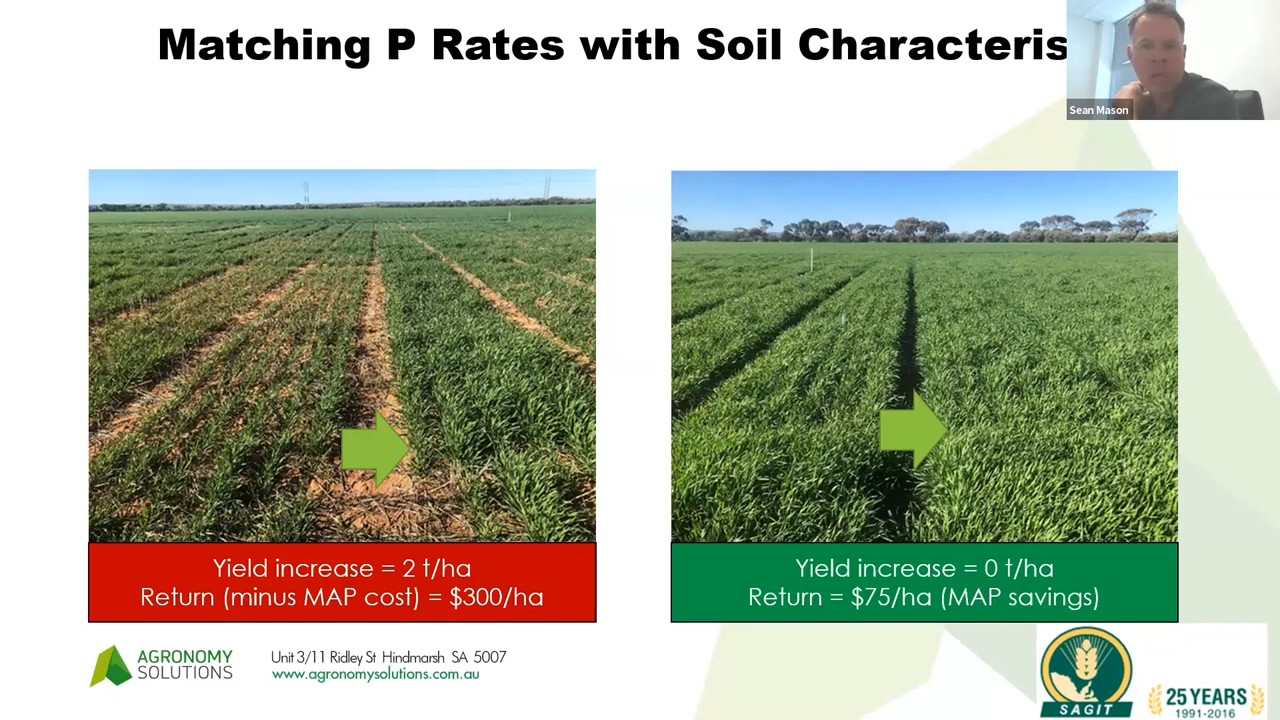 Matching P Rates with Soil Characteris
Sean Mason
Yield increase = 2 t/ha
Return (minus MAP cost) = $300/ha
Yield increase = 0 t/ha
Return = $75/ha (MAP savings)
AGRONOMY
SOLUTIONS
Unit 3/11 Ridley St Hindmarsh SA 5007
www.agronomysolutions.com.au
SAGIT
25 YEARS
1991-2016